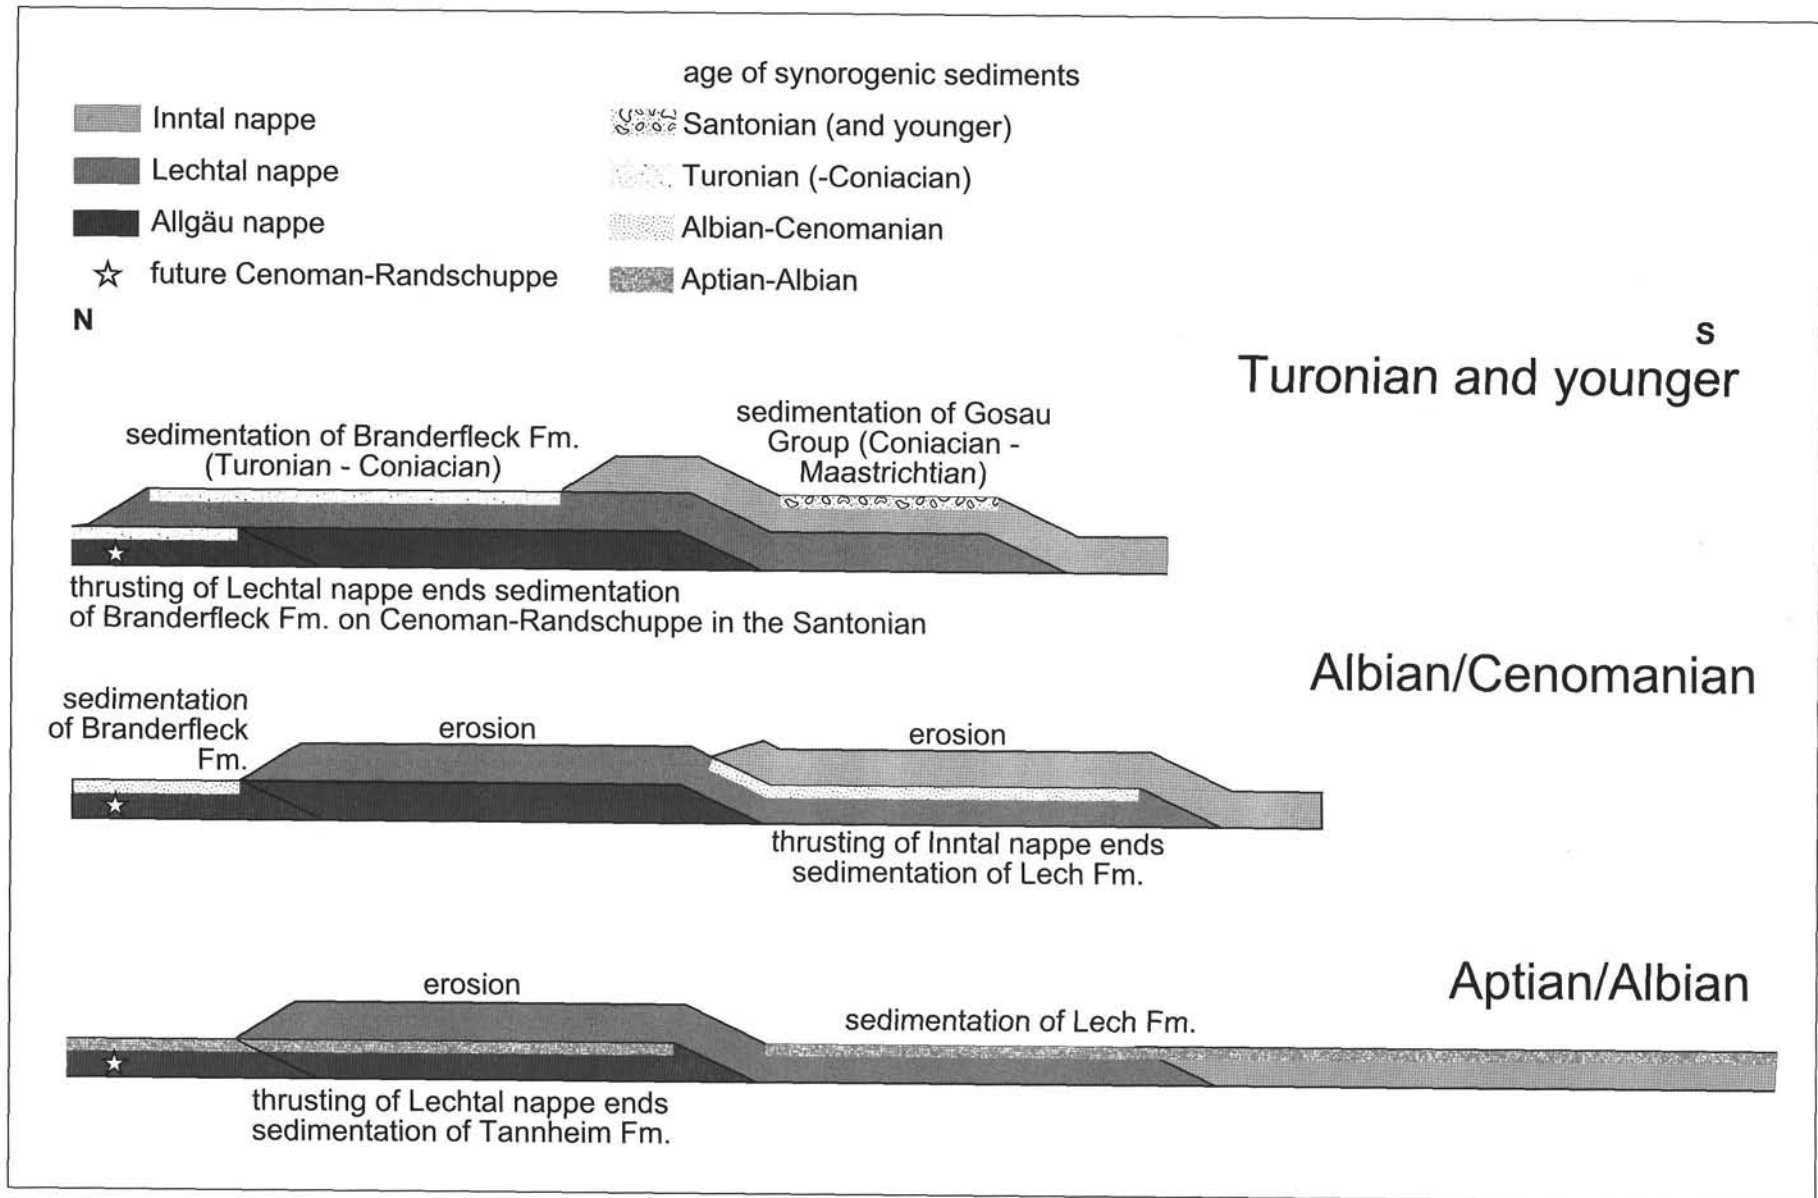 age of synorogenic sediments
Inntal nappe
Lechtal nappe
Allgäu nappe
future Cenoman-Randschuppe
Santonian (and younger)
Turonian (-Coniacian)
Albian-Cenomanian
Aptian-Albian
N
S
Turonian and younger
sedimentation of Branderfleck Fm.
(Turonian - Coniacian)
sedimentation of Gosau
Group (Coniacian -
Maastrichtian)
thrusting of Lechtal nappe ends sedimentation
of Branderfleck Fm. on Cenoman-Randschuppe in the Santonian
Albian/Cenomanian
sedimentation
of Branderfleck
Fm.
erosion
erosion
thrusting of Inntal nappe ends
sedimentation of Lech Fm.
Aptian/Albian
erosion
sedimentation of Lech Fm.
thrusting of Lechtal nappe ends
sedimentation of Tannheim Fm.